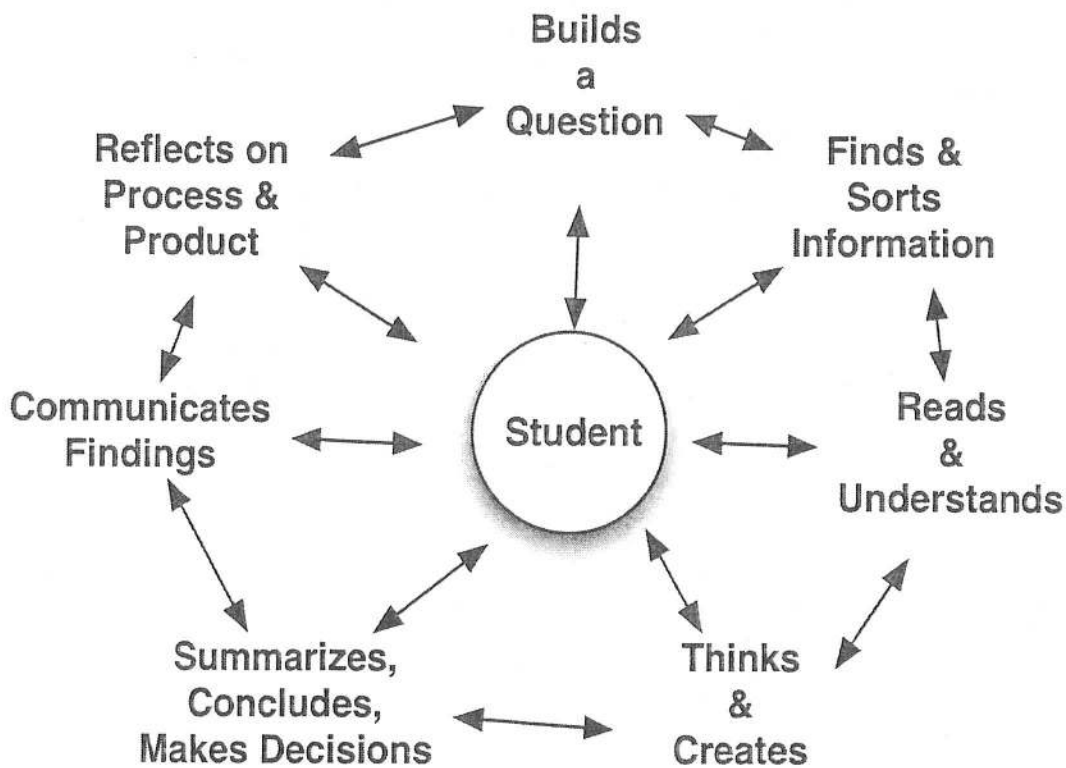 Builds
a
Question
Finds &
Sorts
Information
Reads
&
Understands
Thinks
&
Creates
Summarizes,
Concludes,
Makes Decisions
Communicates
Findings
Reflects on
Process &
Product
Student